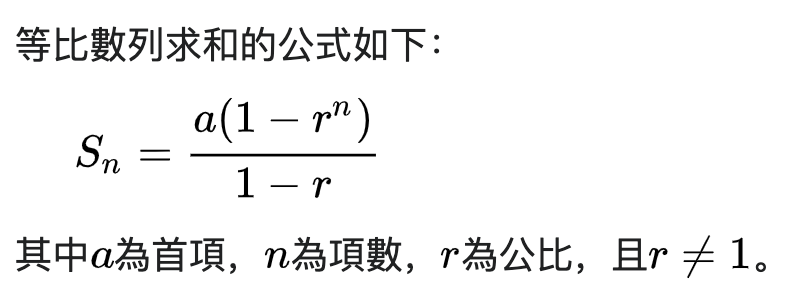 等比數列求和的公式如下：
$S_n = \frac{a(1-r^n)}{1-r}$
其中$a$為首項，$n$為項數，$r$為公比，且$r \neq 1$。